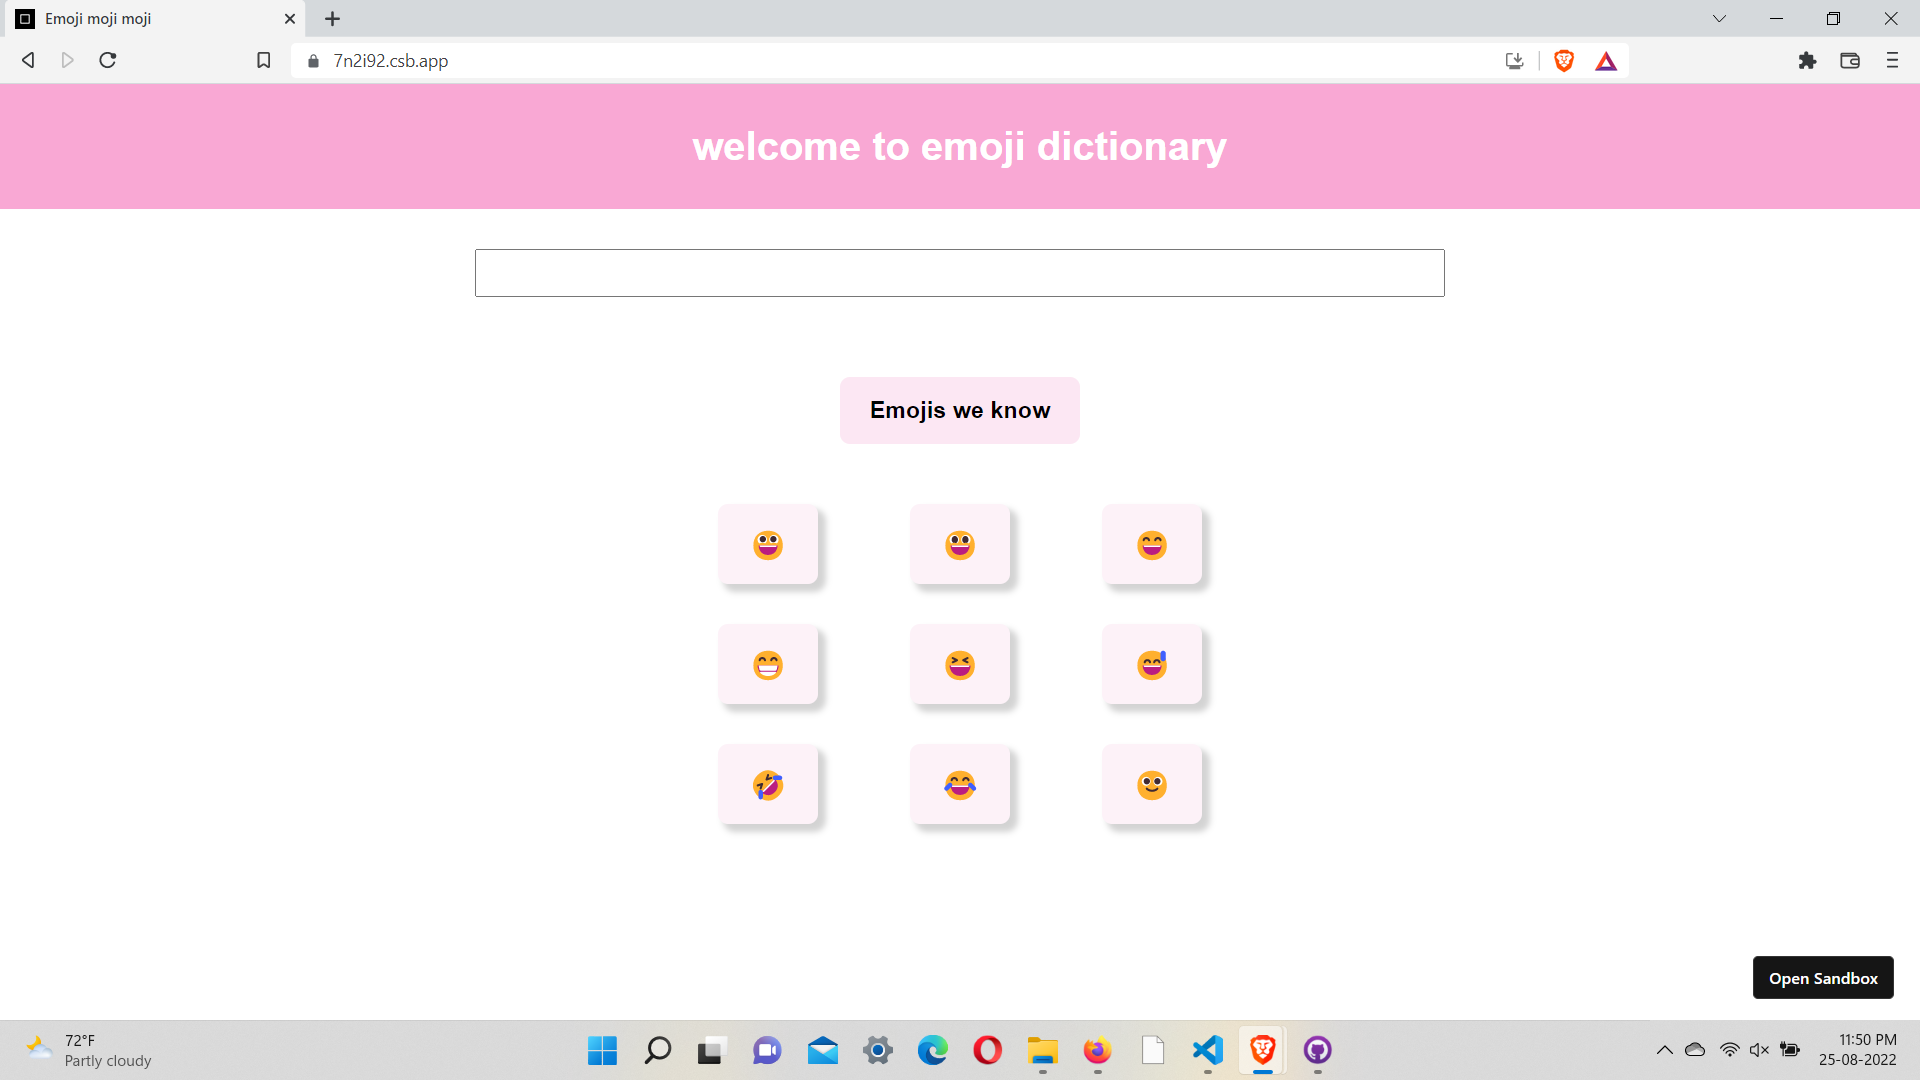 Emoji moji moji
7n2i92.csb.app
welcome to emoji dictionary
Emojis we know
Open Sandbox
72°F
Partly cloudy
11:50 PM
25-08-2022